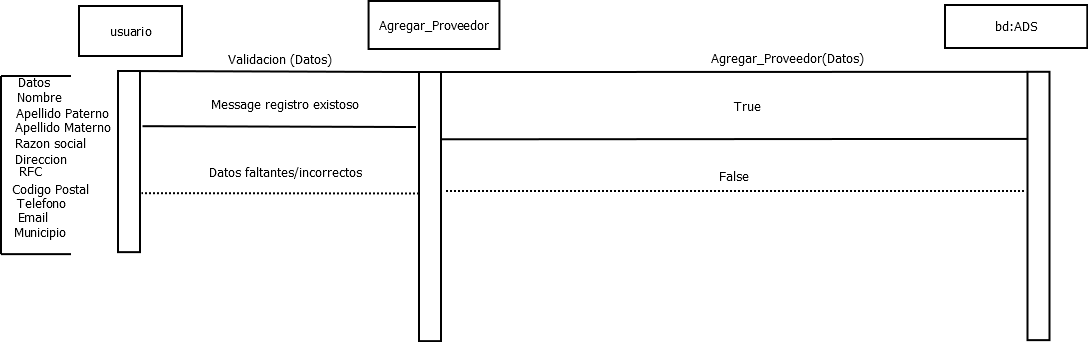 usuario
Agregar_Proveedor
bd:ADS
Validacion (Datos)
Agregar_Proveedor(Datos)
Message registro existoso
True
Datos faltantes/incorrectos
False
Datos
Nombre
Apellido Paterno
Apellido Materno
Razon social
Direccion
RFC
Codigo Postal
Telefono
Email
Municipio